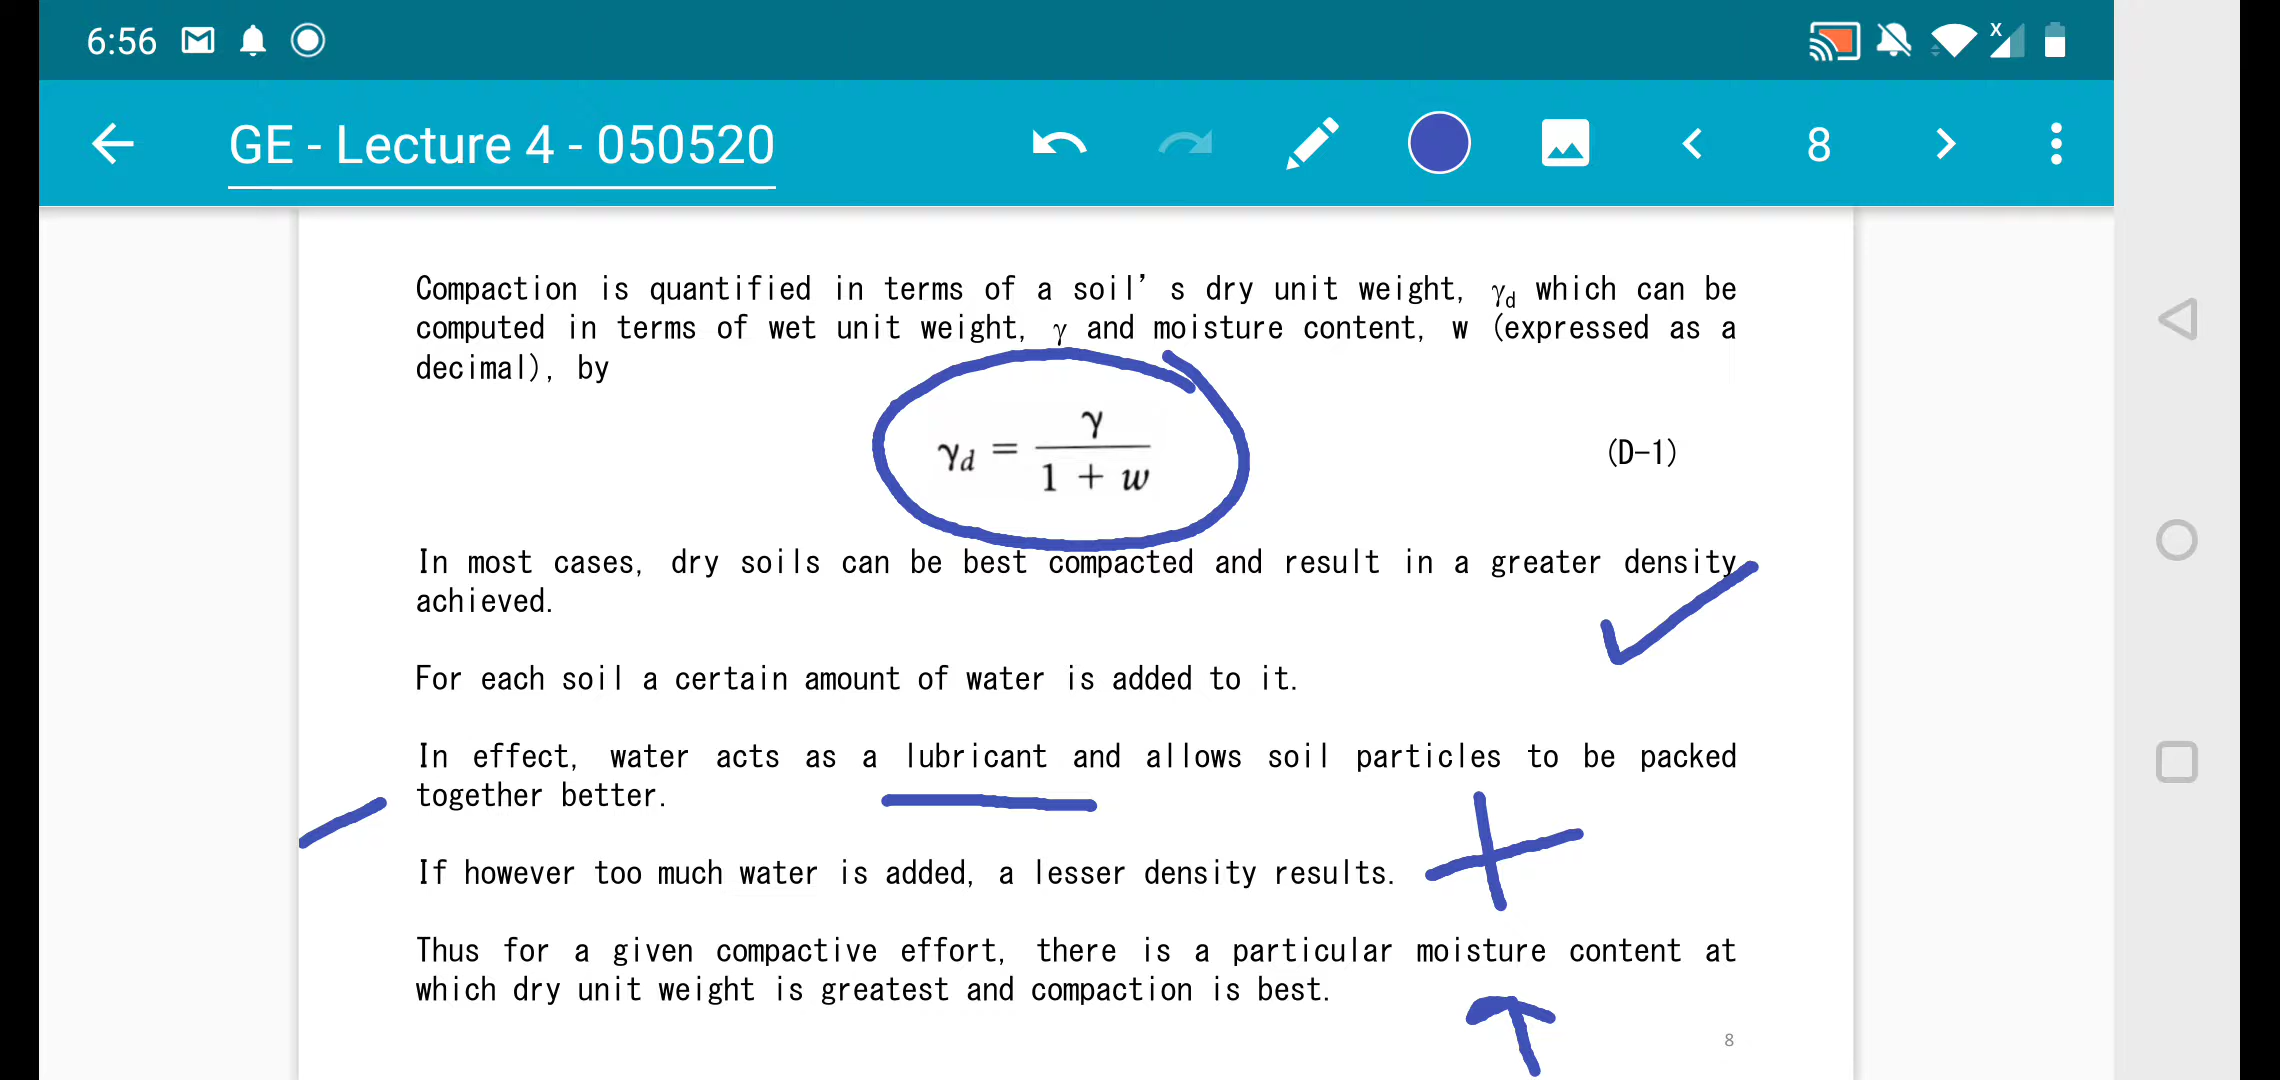 6:56
GE - Lecture 4 - 050520
8
Compaction is quantified in terms of a soil’s dry unit weight, γd which can be
computed in terms of wet unit weight, γ and moisture content, w (expressed as a
decimal), by
γd = γ / (1 + w)
(D-1)
In most cases, dry soils can be best compacted and result in a greater density
achieved.
For each soil a certain amount of water is added to it.
In effect, water acts as a lubricant and allows soil particles to be packed
together better.
If however too much water is added, a lesser density results.
Thus for a given compactive effort, there is a particular moisture content at
which dry unit weight is greatest and compaction is best.
8